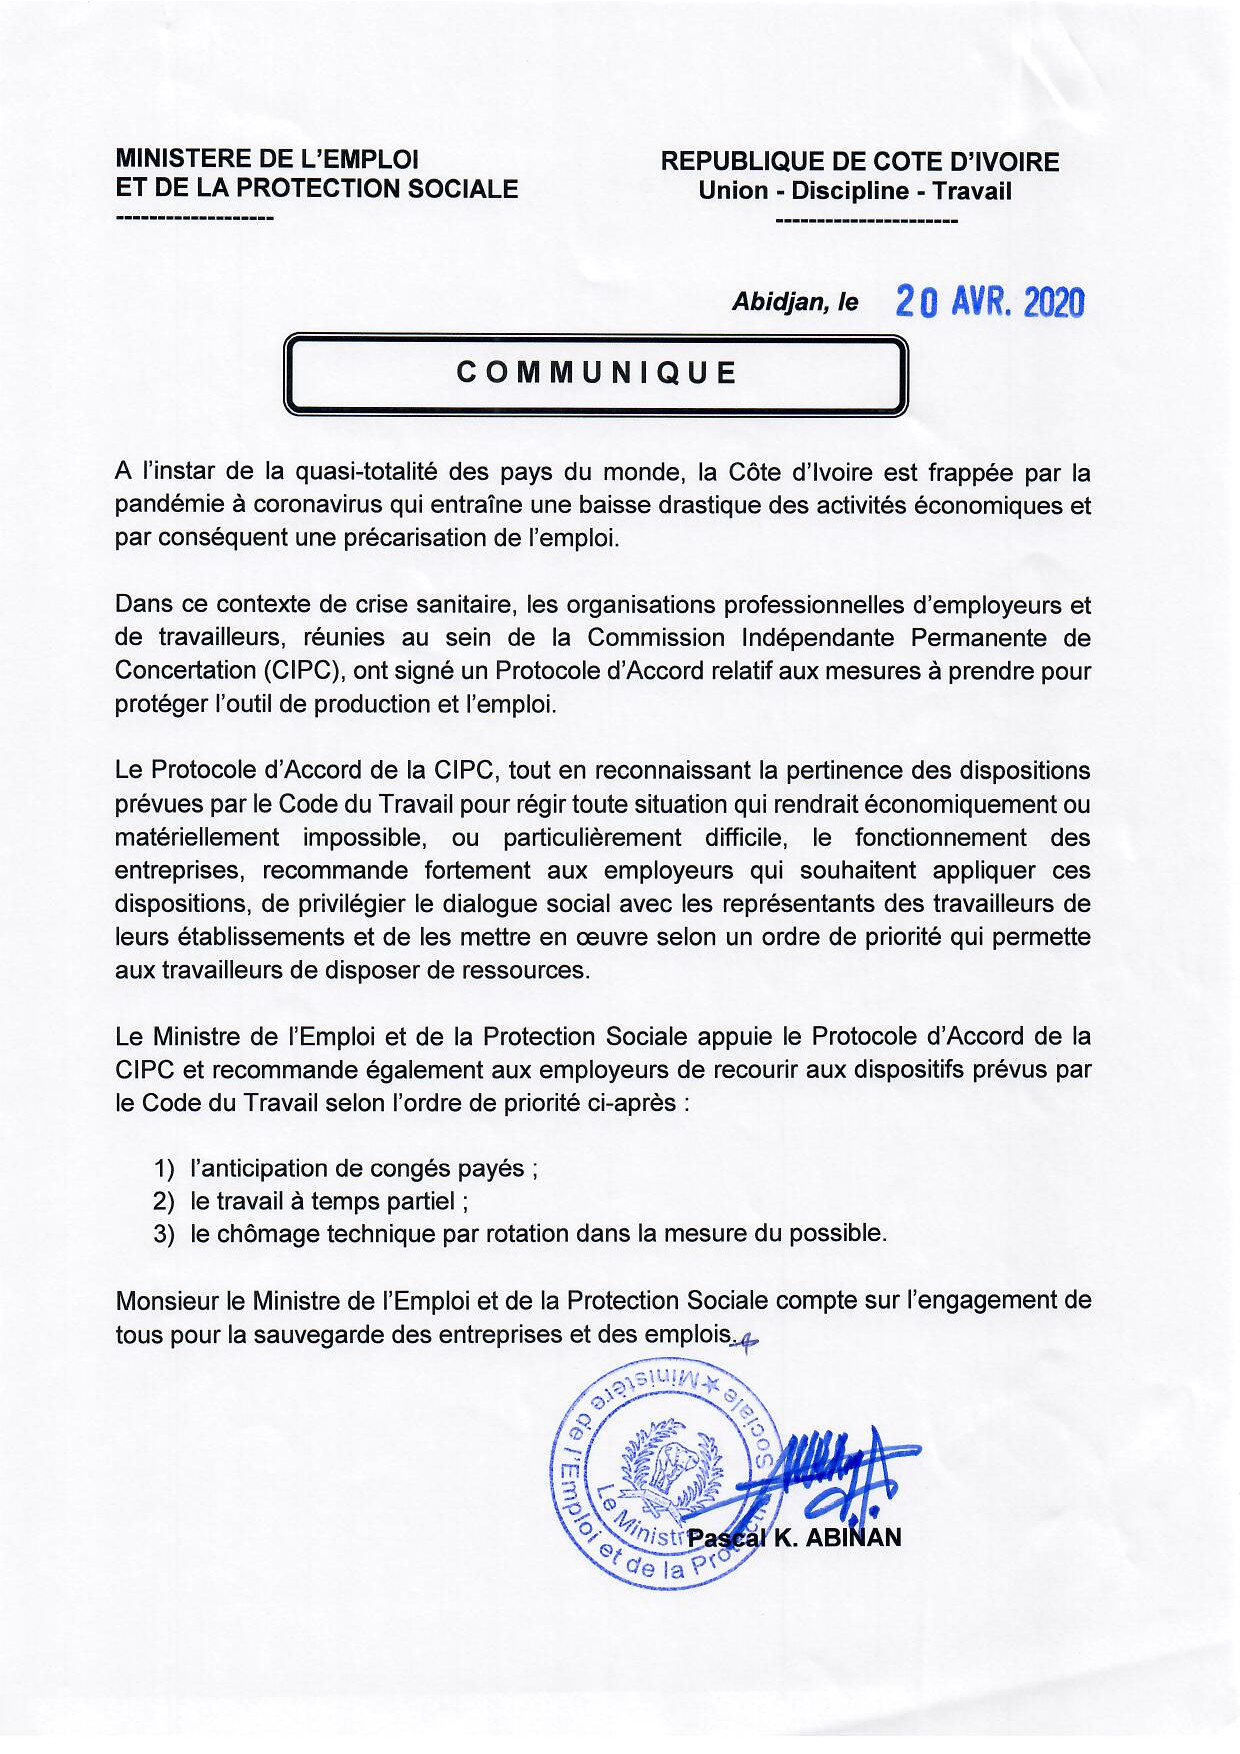 MINISTERE DE L'EMPLOI
ET DE LA PROTECTION SOCIALE
-------------------
REPUBLIQUE DE COTE D'IVOIRE
Union - Discipline - Travail
----------------------
Abidjan, le 20 AVR. 2020
COMMUNIQUE
A l'instar de la quasi-totalité des pays du monde, la Côte d'Ivoire est frappée par la
pandémie à coronavirus qui entraîne une baisse drastique des activités économiques et
par conséquent une précarisation de l'emploi.
Dans ce contexte de crise sanitaire, les organisations professionnelles d'employeurs et
de travailleurs, réunies au sein de la Commission Indépendante Permanente de
Concertation (CIPC), ont signé un Protocole d'Accord relatif aux mesures à prendre pour
protéger l'outil de production et l'emploi.
Le Protocole d'Accord de la CIPC, tout en reconnaissant la pertinence des dispositions
prévues par le Code du Travail pour régir toute situation qui rendrait économiquement ou
matériellement impossible, ou particulièrement difficile, le fonctionnement des
entreprises, recommande fortement aux employeurs qui souhaitent appliquer ces
dispositions, de privilégier le dialogue social avec les représentants des travailleurs de
leurs établissements et de les mettre en œuvre selon un ordre de priorité qui permette
aux travailleurs de disposer de ressources.
Le Ministre de l'Emploi et de la Protection Sociale appuie le Protocole d'Accord de la
CIPC et recommande également aux employeurs de recourir aux dispositifs prévus par
le Code du Travail selon l'ordre de priorité ci-après :
1) l'anticipation de congés payés ;
2) le travail à temps partiel ;
3) le chômage technique par rotation dans la mesure du possible.
Monsieur le Ministre de l'Emploi et de la Protection Sociale compte sur l'engagement de
tous pour la sauvegarde des entreprises et des emplois.
Ministère de l'Emploi et de la Protection Sociale
Le Ministre
Pascal K. ABINAN